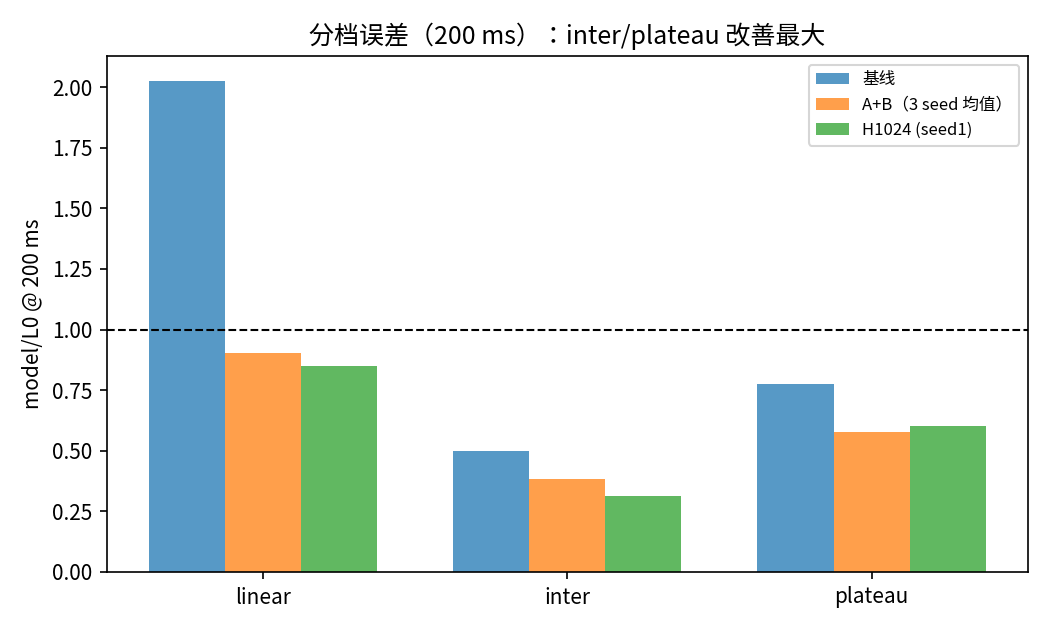 分档误差（200 ms）：inter/plateau 改善最大
基线
A+B（3 seed 均值）
H1024 (seed1)
model/L0 @ 200 ms
2.00
1.75
1.50
1.25
1.00
0.75
0.50
0.25
0.00
linear
inter
plateau